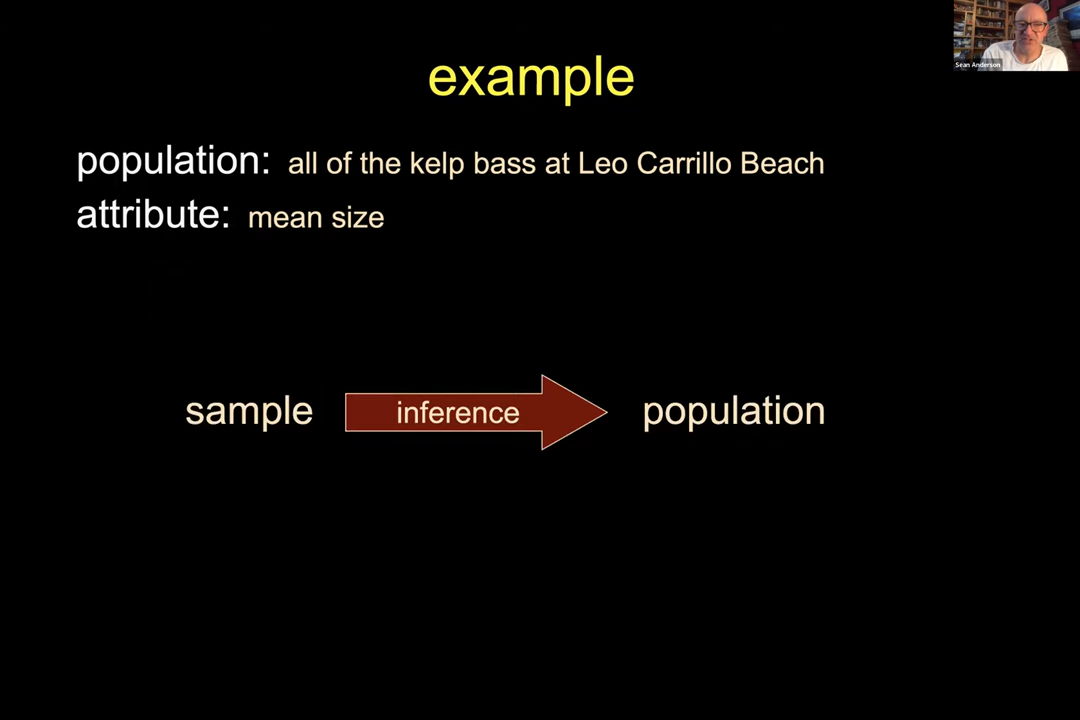 Sean Anderson
example
population: all of the kelp bass at Leo Carrillo Beach
attribute: mean size
sample inference population